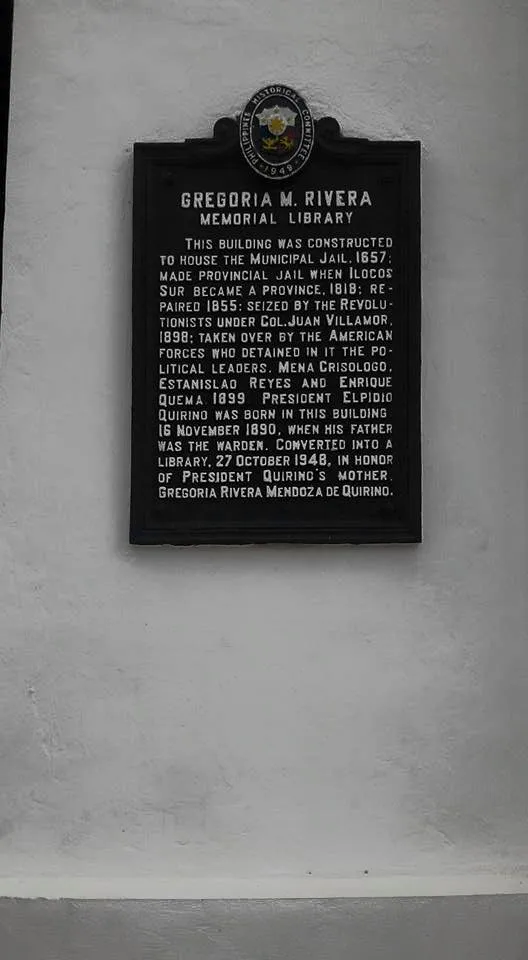 PHILIPPINES HISTORICAL COMMITTEE
· 1949 ·
GREGORIA M. RIVERA
MEMORIAL LIBRARY
THIS BUILDING WAS CONSTRUCTED
TO HOUSE THE MUNICIPAL JAIL, 1657;
MADE PROVINCIAL JAIL WHEN ILOCOS
SUR BECAME A PROVINCE, 1818; RE-
PAIRED 1855; SEIZED BY THE REVOLU-
TIONISTS UNDER COL. JUAN VILLAMOR,
1898; TAKEN OVER BY THE AMERICAN
FORCES WHO DETAINED IN IT THE PO-
LITICAL LEADERS, MENA CRISOLOGO,
ESTANISLAO REYES AND ENRIQUE
QUEMA 1899 PRESIDENT ELPIDIO
QUIRINO WAS BORN IN THIS BUILDING
16 NOVEMBER 1890, WHEN HIS FATHER
WAS THE WARDEN. CONVERTED INTO A
LIBRARY, 27 OCTOBER 1948, IN HONOR
OF PRESIDENT QUIRINO'S MOTHER,
GREGORIA RIVERA MENDOZA DE QUIRINO.